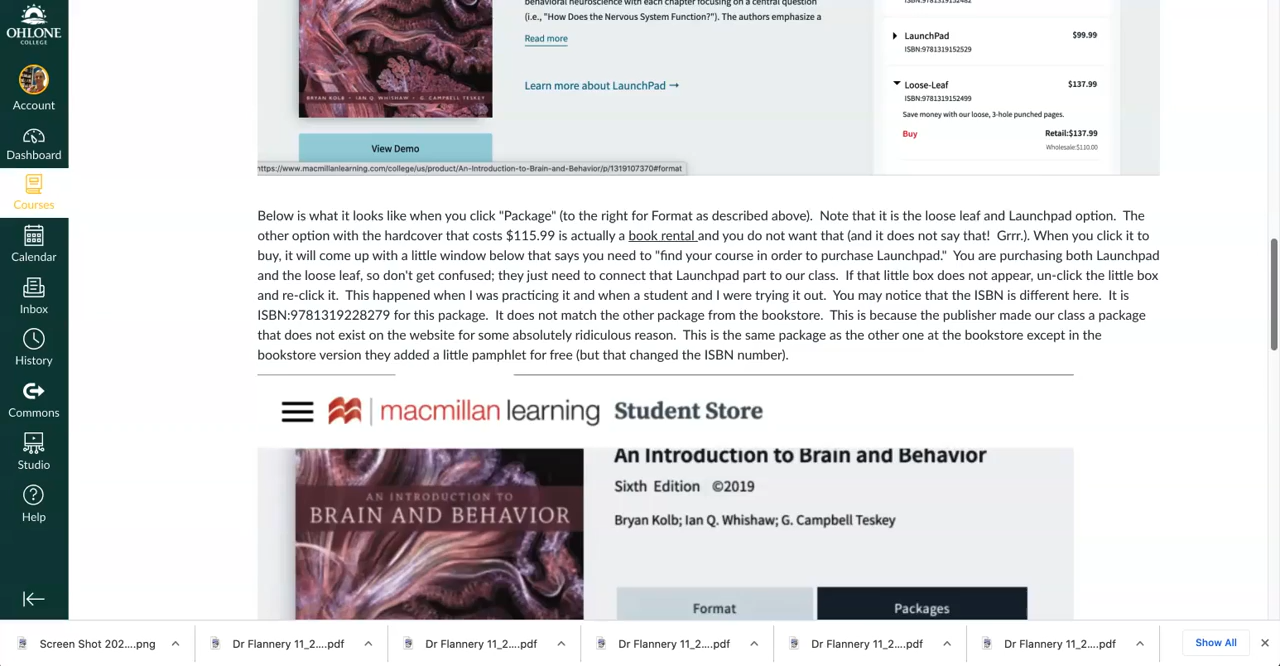 OHLONE
COLLEGE
Account
Dashboard
Courses
Calendar
Inbox
History
Commons
Studio
Help
behavioral neuroscience with each chapter focusing on a central question
(i.e., "How Does the Nervous System Function?"). The authors emphasize a
Read more
Learn more about LaunchPad →
BRYAN KOLB • IAN Q. WHISHAW • G. CAMPBELL TESKEY
View Demo
https://www.macmillanlearning.com/college/us/product/An-Introduction-to-Brain-and-Behavior/p/1319107370#format
LaunchPad $99.99
ISBN:9781319152529
Loose-Leaf $137.99
ISBN:9781319152499
Save money with our loose, 3-hole punched pages.
Buy Retail:$137.99
Wholesale:$110.00
Below is what it looks like when you click "Package" (to the right for Format as described above). Note that it is the loose leaf and Launchpad option. The
other option with the hardcover that costs $115.99 is actually a book rental and you do not want that (and it does not say that! Grrr.). When you click it to
buy, it will come up with a little window below that says you need to "find your course in order to purchase Launchpad." You are purchasing both Launchpad
and the loose leaf, so don't get confused; they just need to connect that Launchpad part to our class. If that little box does not appear, un-click the little box
and re-click it. This happened when I was practicing it and when a student and I were trying it out. You may notice that the ISBN is different here. It is
ISBN:9781319228279 for this package. It does not match the other package from the bookstore. This is because the publisher made our class a package
that does not exist on the website for some absolutely ridiculous reason. This is the same package as the other one at the bookstore except in the
bookstore version they added a little pamphlet for free (but that changed the ISBN number).
macmillan learning Student Store
An Introduction to Brain and Behavior
Sixth Edition ©2019
Bryan Kolb; Ian Q. Whishaw; G. Campbell Teskey
AN INTRODUCTION TO
BRAIN AND BEHAVIOR
Format Packages
Screen Shot 202....png
Dr Flannery 11_2....pdf
Dr Flannery 11_2....pdf
Dr Flannery 11_2....pdf
Dr Flannery 11_2....pdf
Dr Flannery 11_2....pdf
Show All